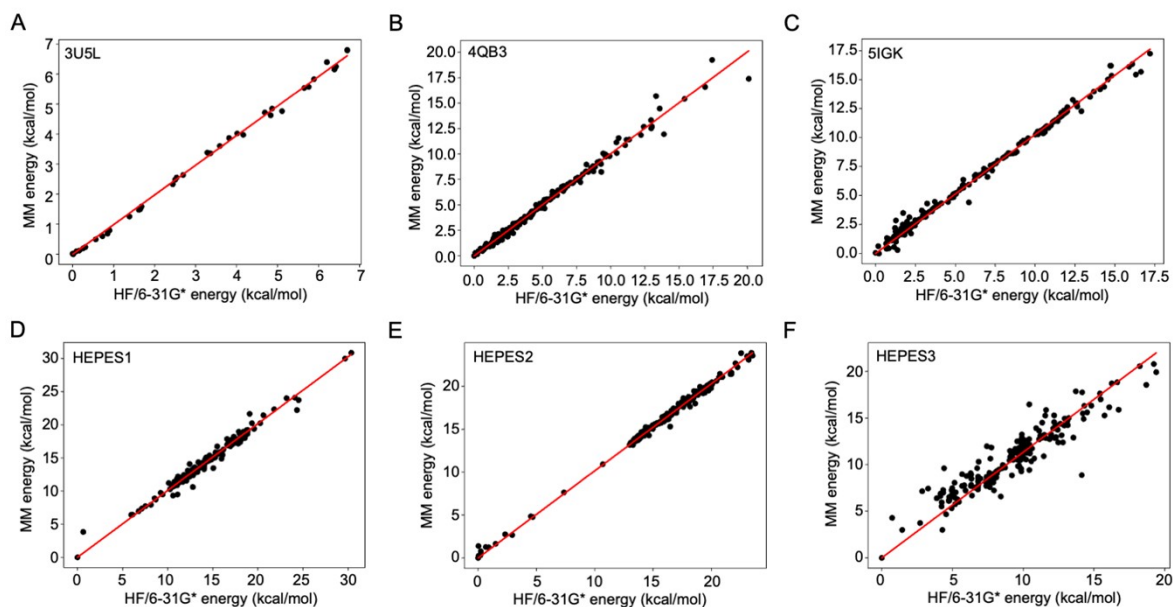 A
3U5L
MM energy (kcal/mol)
7
6
5
4
3
2
1
0
0 1 2 3 4 5 6 7
HF/6-31G* energy (kcal/mol)
B
4QB3
MM energy (kcal/mol)
20.0
17.5
15.0
12.5
10.0
7.5
5.0
2.5
0.0
0.0 2.5 5.0 7.5 10.0 12.5 15.0 17.5 20.0
HF/6-31G* energy (kcal/mol)
C
5IGK
MM energy (kcal/mol)
17.5
15.0
12.5
10.0
7.5
5.0
2.5
0.0
0.0 2.5 5.0 7.5 10.0 12.5 15.0 17.5
HF/6-31G* energy (kcal/mol)
D
HEPES1
MM energy (kcal/mol)
30
25
20
15
10
5
0
0 5 10 15 20 25 30
HF/6-31G* energy (kcal/mol)
E
HEPES2
MM energy (kcal/mol)
20
15
10
5
0
0 5 10 15 20
HF/6-31G* energy (kcal/mol)
F
HEPES3
MM energy (kcal/mol)
20
15
10
5
0
0 5 10 15 20
HF/6-31G* energy (kcal/mol)